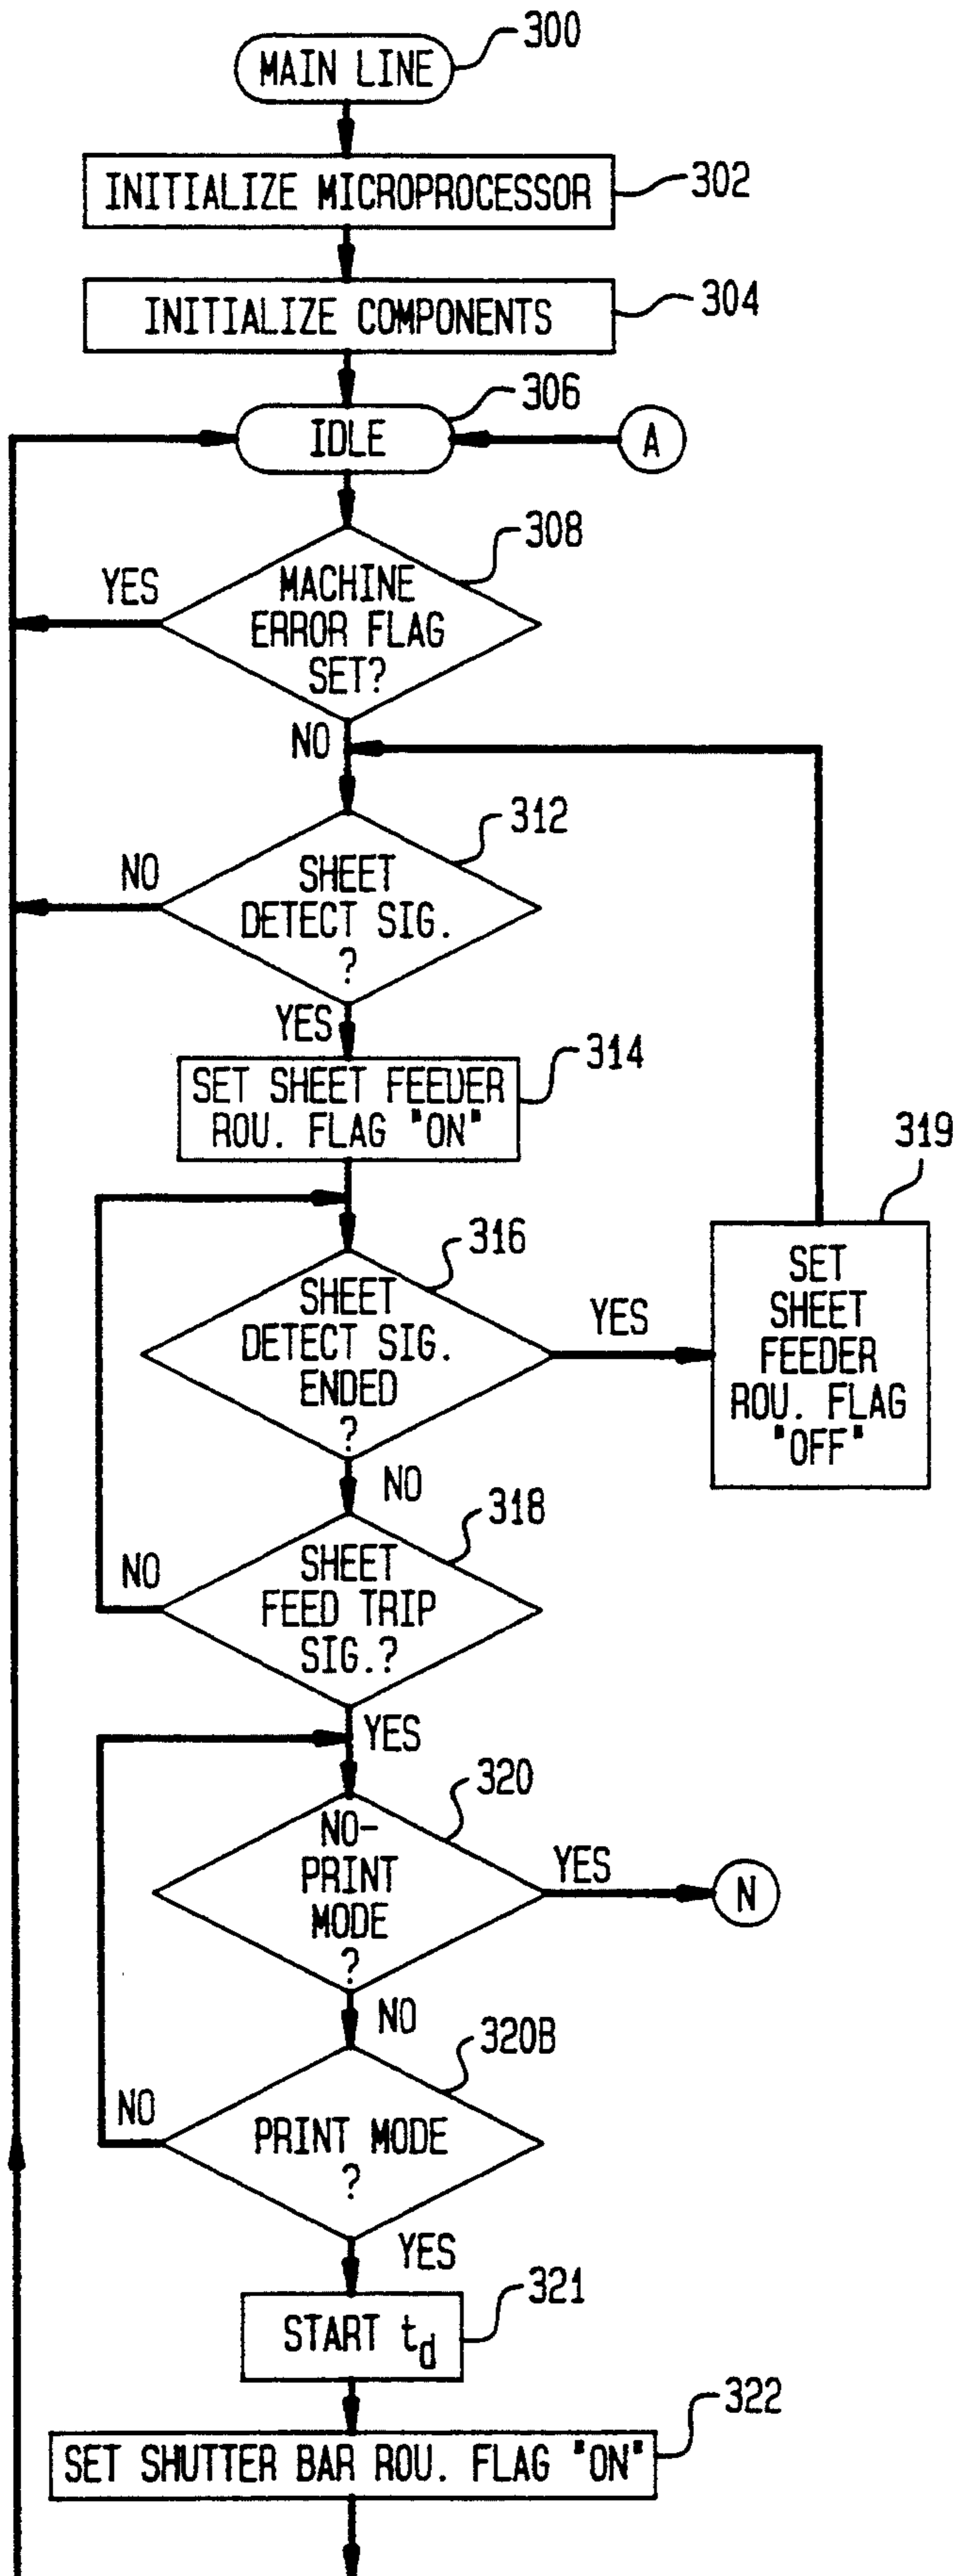 300
MAIN LINE
302
INITIALIZE MICROPROCESSOR
304
INITIALIZE COMPONENTS
306
IDLE
A
308
YES
MACHINE
ERROR FLAG
SET?
NO
312
NO
SHEET
DETECT SIG.
?
YES
314
SET SHEET FEEDER
ROU. FLAG "ON"
319
316
SHEET
DETECT SIG.
ENDED
?
YES
SET
SHEET
FEEDER
ROU. FLAG
"OFF"
NO
318
NO
SHEET
FEED TRIP
SIG.?
YES
320
NO-
PRINT
MODE
?
YES
N
NO
320B
NO
PRINT MODE
?
YES
321
START td
322
SET SHUTTER BAR ROU. FLAG "ON"